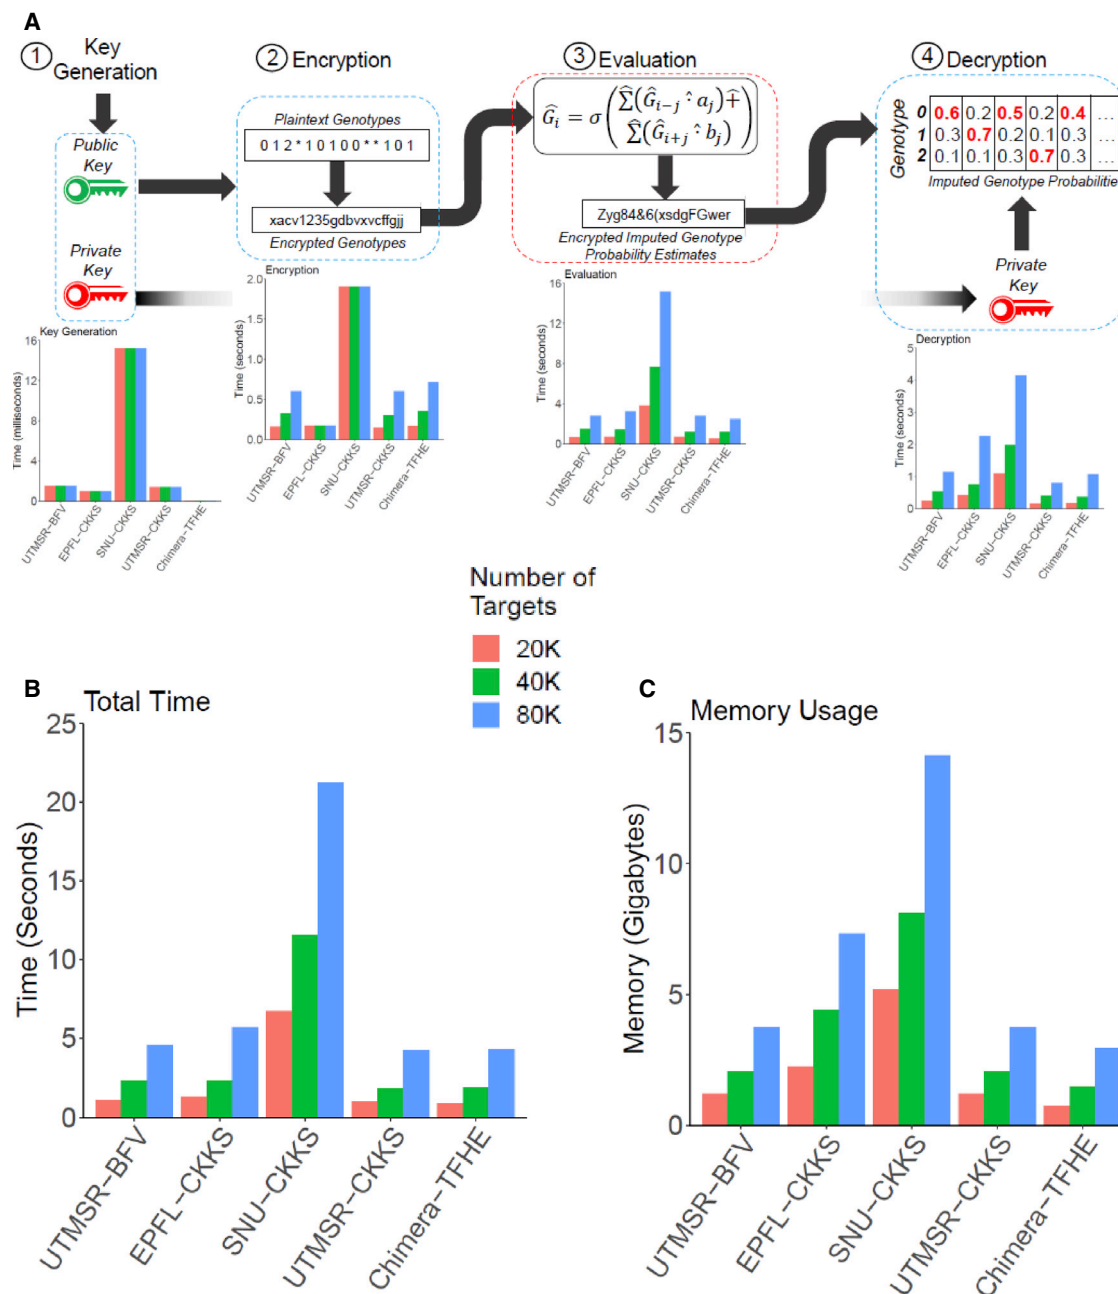 A
1 Key Generation
2 Encryption
3 Evaluation
4 Decryption
Public Key
Private Key
Plaintext Genotypes
0 1 2 * 1 0 1 0 0 * * 1 0 1
xacv1235gdbvxvcffgjj
Encrypted Genotypes
Ĝᵢ = σ( Σ̂(Ĝᵢ₋ⱼ ·̂ aⱼ) +̂
Σ̂(Ĝᵢ₊ⱼ ·̂ bⱼ) )
Zyg84&6(xsdgFGwer
Encrypted Imputed Genotype
Probability Estimates
Genotype
0 0.6 0.2 0.5 0.2 0.4 ...
1 0.3 0.7 0.2 0.1 0.3 ...
2 0.1 0.1 0.3 0.7 0.3 ...
Imputed Genotype Probabilitie
Private Key
Key Generation
Time (milliseconds)
16
12
8
4
0
UTMSR-BFV
EPFL-CKKS
SNU-CKKS
UTMSR-CKKS
Chimera-TFHE
Encryption
Time (seconds)
2.0
1.5
1.0
0.5
0.0
UTMSR-BFV
EPFL-CKKS
SNU-CKKS
UTMSR-CKKS
Chimera-TFHE
Evaluation
Time (seconds)
16
12
8
4
0
UTMSR-BFV
EPFL-CKKS
SNU-CKKS
UTMSR-CKKS
Chimera-TFHE
Decryption
Time (seconds)
5
4
3
2
1
0
UTMSR-BFV
EPFL-CKKS
SNU-CKKS
UTMSR-CKKS
Chimera-TFHE
Number of
Targets
20K
40K
80K
B
Total Time
Time (Seconds)
25
20
15
10
5
0
UTMSR-BFV
EPFL-CKKS
SNU-CKKS
UTMSR-CKKS
Chimera-TFHE
C
Memory Usage
Memory (Gigabytes)
15
10
5
0
UTMSR-BFV
EPFL-CKKS
SNU-CKKS
UTMSR-CKKS
Chimera-TFHE